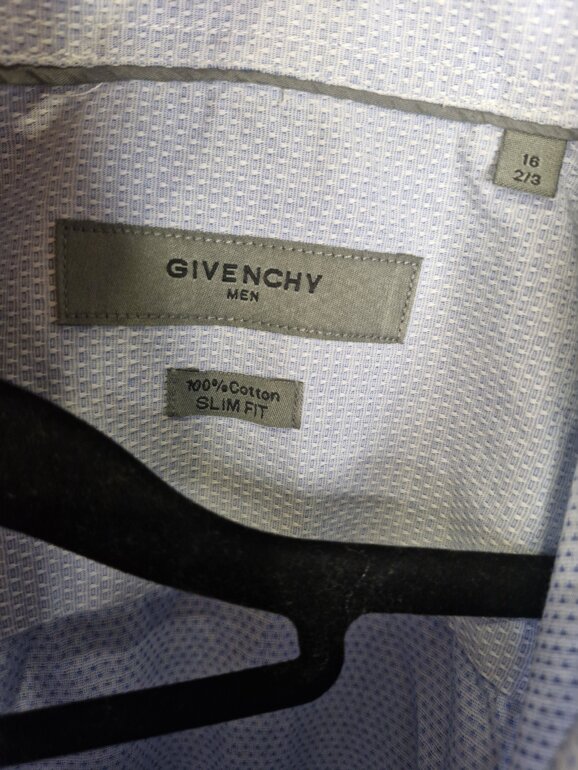 16
2/3
GIVENCHY
MEN
100%Cotton
SLIM FIT